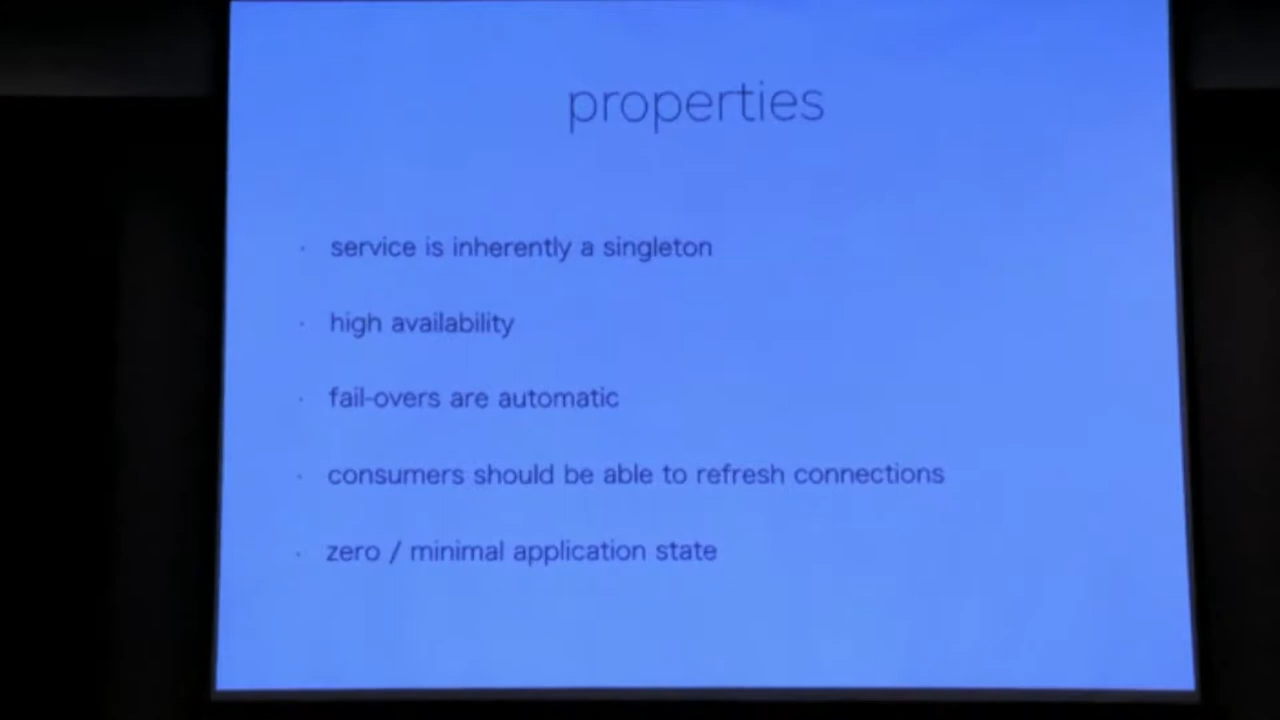 properties
· service is inherently a singleton
· high availability
· fail-overs are automatic
· consumers should be able to refresh connections
· zero / minimal application state